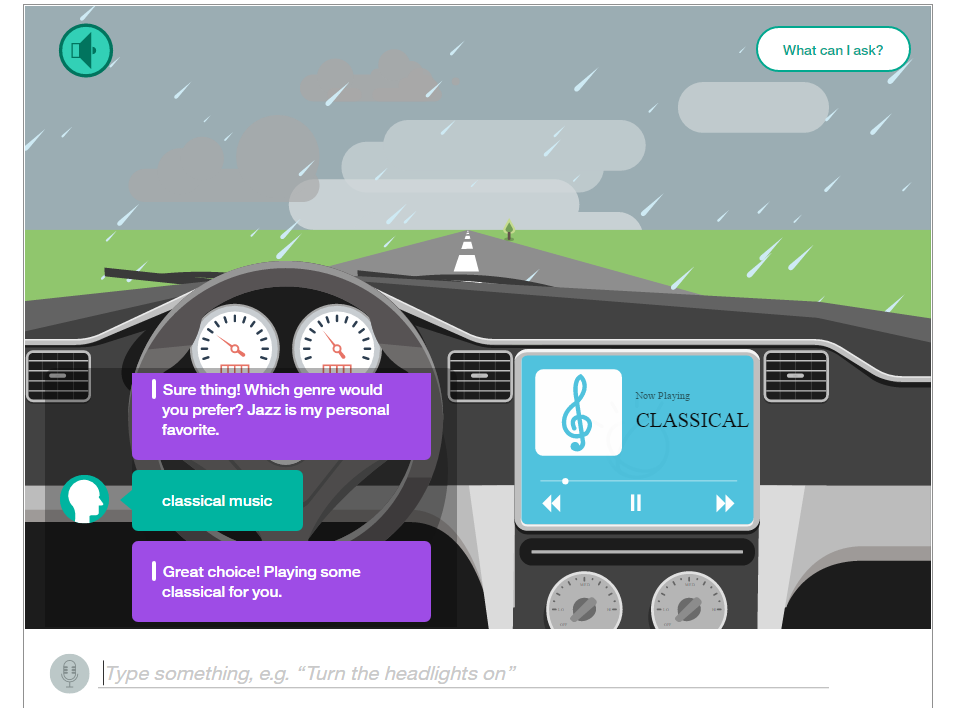 What can I ask?
Now Playing
CLASSICAL
Sure thing! Which genre would
you prefer? Jazz is my personal
favorite.
classical music
Great choice! Playing some
classical for you.
Type something, e.g. “Turn the headlights on”